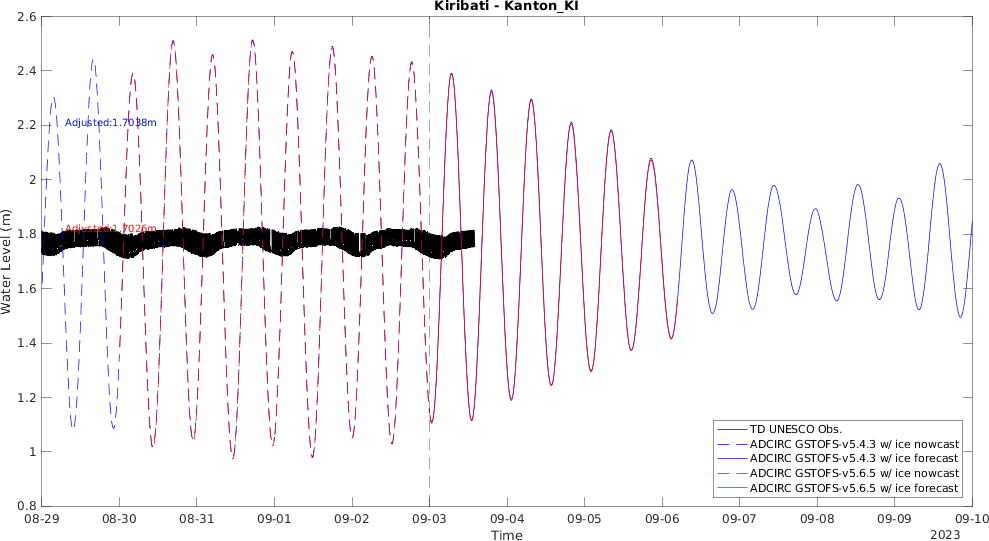 Kiribati - Kanton_KI
2.6
2.4
2.2
2
1.8
1.6
1.4
1.2
1
0.8
Water Level (m)
Adjusted:1.7038m
Adjusted:1.7026m
TD UNESCO Obs.
ADCIRC GSTOFS-v5.4.3 w/ ice nowcast
ADCIRC GSTOFS-v5.4.3 w/ ice forecast
ADCIRC GSTOFS-v5.6.5 w/ ice nowcast
ADCIRC GSTOFS-v5.6.5 w/ ice forecast
08-29 08-30 08-31 09-01 09-02 09-03 09-04 09-05 09-06 09-07 09-08 09-09 09-10
Time
2023